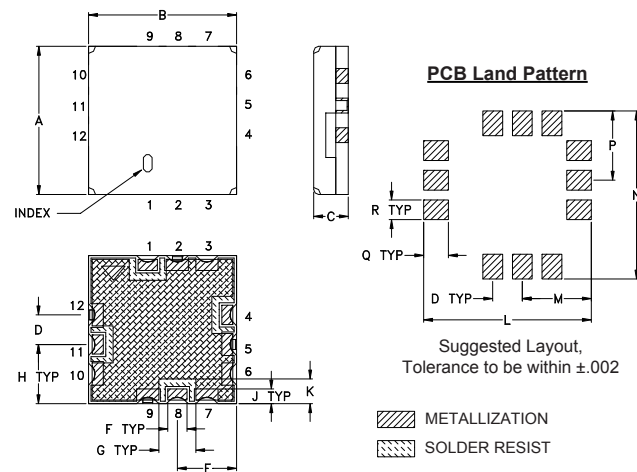 B
9 8 7
10
11
12
6
5
4
A
INDEX
1 2 3
C
PCB Land Pattern
P
N
R TYP
Q TYP
D TYP
M
L
Suggested Layout,
Tolerance to be within ±.002
METALLIZATION
SOLDER RESIST
1 2 3
12
11
10
4
5
6
D
H TYP
K
J TYP
9 8 7
F TYP
G TYP
E